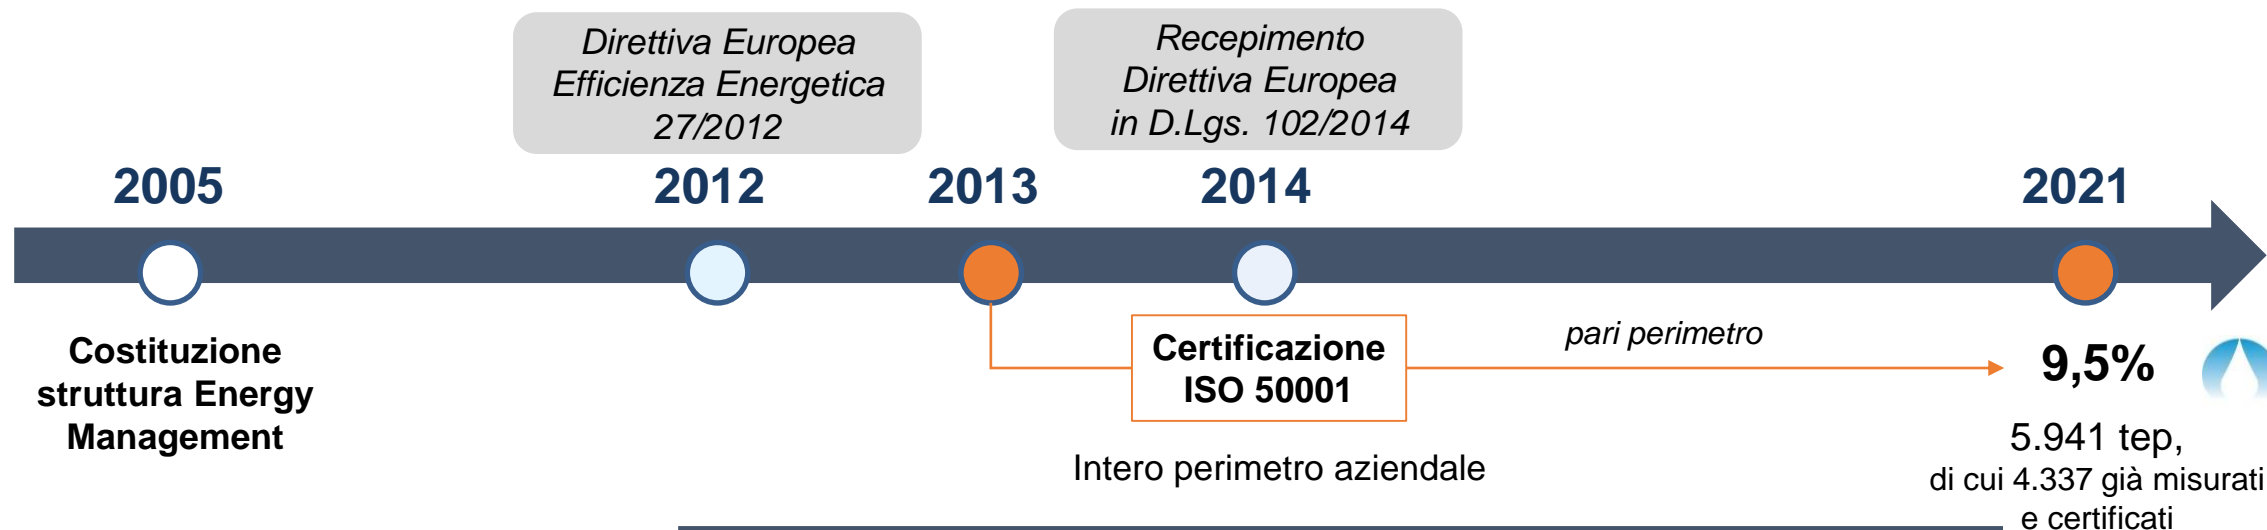 Direttiva Europea
Efficienza Energetica
27/2012
Recepimento
Direttiva Europea
in D.Lgs. 102/2014
2005
2012
2013
2014
2021
Costituzione
struttura Energy
Management
Certificazione
ISO 50001
Intero perimetro aziendale
pari perimetro
9,5%
5.941 tep,
di cui 4.337 già misurati
e certificati